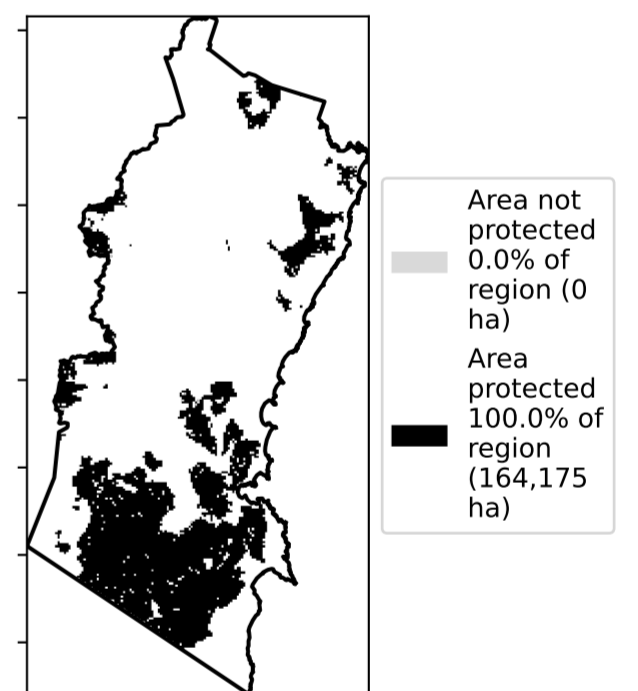 Area not
protected
0.0% of
region (0
ha)
Area
protected
100.0% of
region
(164,175
ha)